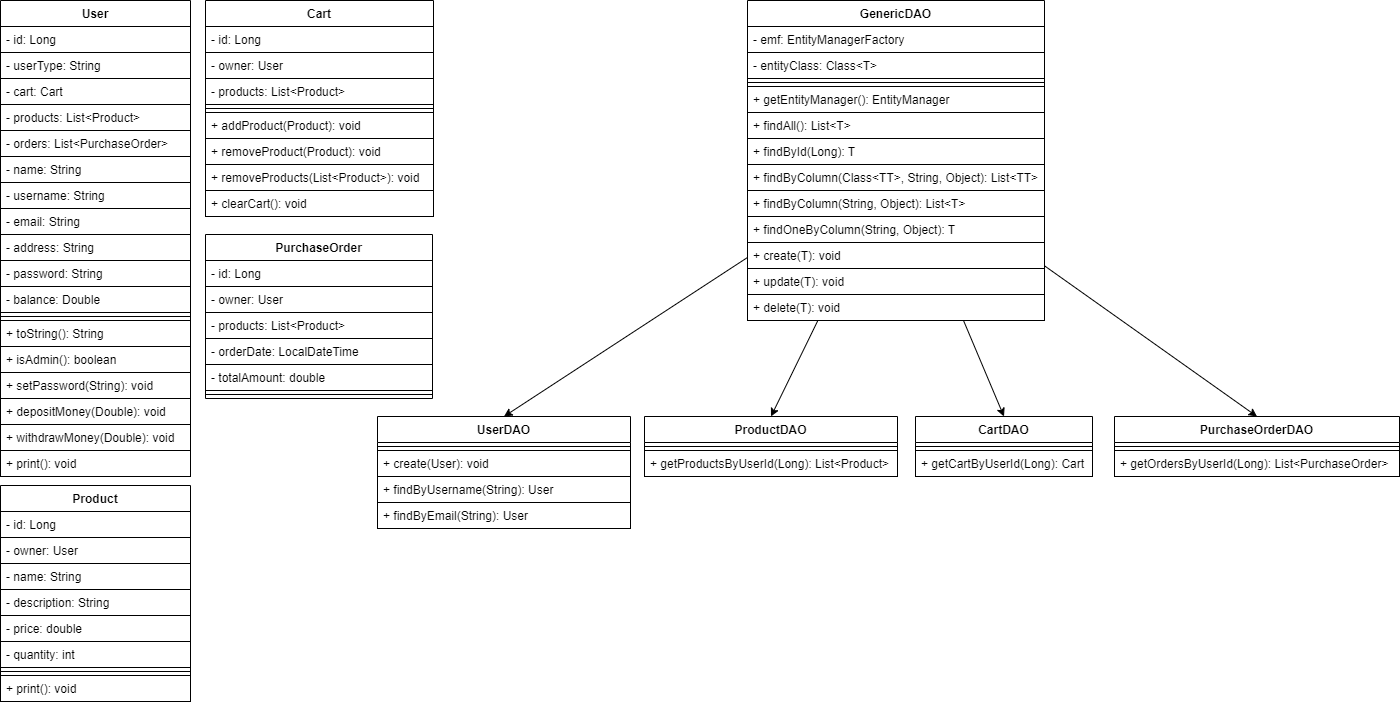 User
- id: Long
- userType: String
- cart: Cart
- products: List<Product>
- orders: List<PurchaseOrder>
- name: String
- username: String
- email: String
- address: String
- password: String
- balance: Double
+ toString(): String
+ isAdmin(): boolean
+ setPassword(String): void
+ depositMoney(Double): void
+ withdrawMoney(Double): void
+ print(): void
Product
- id: Long
- owner: User
- name: String
- description: String
- price: double
- quantity: int
+ print(): void
Cart
- id: Long
- owner: User
- products: List<Product>
+ addProduct(Product): void
+ removeProduct(Product): void
+ removeProducts(List<Product>): void
+ clearCart(): void
PurchaseOrder
- id: Long
- owner: User
- products: List<Product>
- orderDate: LocalDateTime
- totalAmount: double
GenericDAO
- emf: EntityManagerFactory
- entityClass: Class<T>
+ getEntityManager(): EntityManager
+ findAll(): List<T>
+ findById(Long): T
+ findByColumn(Class<TT>, String, Object): List<TT>
+ findByColumn(String, Object): List<T>
+ findOneByColumn(String, Object): T
+ create(T): void
+ update(T): void
+ delete(T): void
UserDAO
+ create(User): void
+ findByUsername(String): User
+ findByEmail(String): User
ProductDAO
+ getProductsByUserId(Long): List<Product>
CartDAO
+ getCartByUserId(Long): Cart
PurchaseOrderDAO
+ getOrdersByUserId(Long): List<PurchaseOrder>